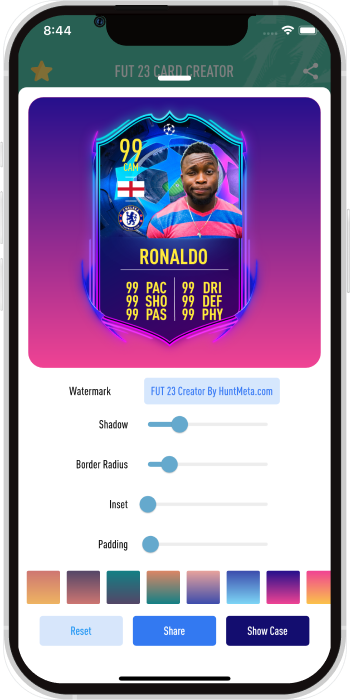 8:44
FUT 23 CARD CREATOR
99
CAM
RONALDO
99 PAC 99 DRI
99 SHO 99 DEF
99 PAS 99 PHY
Watermark FUT 23 Creator By HuntMeta.com
Shadow
Border Radius
Inset
Padding
Reset Share Show Case